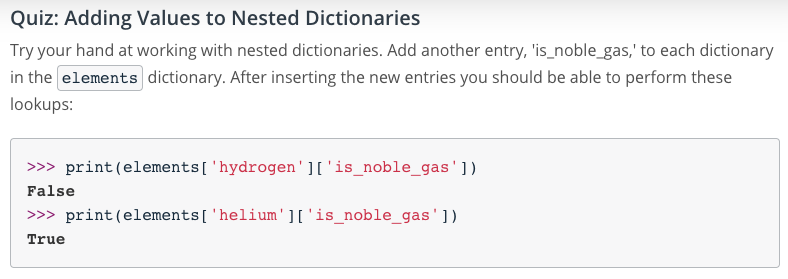 Quiz: Adding Values to Nested Dictionaries
Try your hand at working with nested dictionaries. Add another entry, 'is_noble_gas,' to each dictionary
in the elements dictionary. After inserting the new entries you should be able to perform these
lookups:
>>> print(elements['hydrogen']['is_noble_gas'])
False
>>> print(elements['helium']['is_noble_gas'])
True